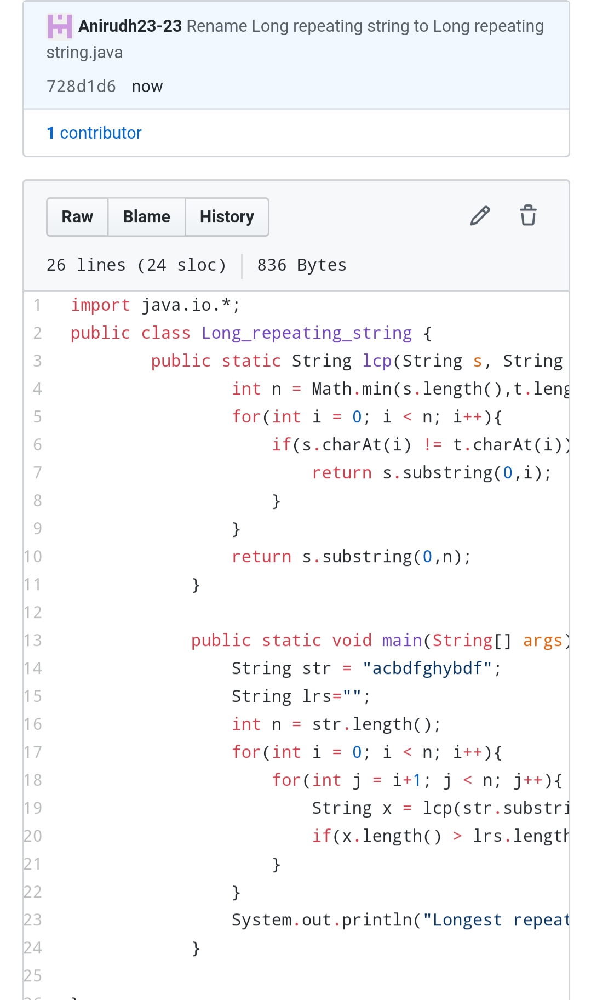 Anirudh23-23 Rename Long repeating string to Long repeating
string.java
728d1d6 now
1 contributor
Raw Blame History
26 lines (24 sloc) 836 Bytes
1 import java.io.*;
2 public class Long_repeating_string {
3 public static String lcp(String s, String
4 int n = Math.min(s.length(),t.leng
5 for(int i = 0; i < n; i++){
6 if(s.charAt(i) != t.charAt(i))
7 return s.substring(0,i);
8 }
9 }
10 return s.substring(0,n);
11 }
12
13 public static void main(String[] args)
14 String str = "acbdfghybdf";
15 String lrs="";
16 int n = str.length();
17 for(int i = 0; i < n; i++){
18 for(int j = i+1; j < n; j++){
19 String x = lcp(str.substri
20 if(x.length() > lrs.length
21 }
22 }
23 System.out.println("Longest repeat
24 }
25